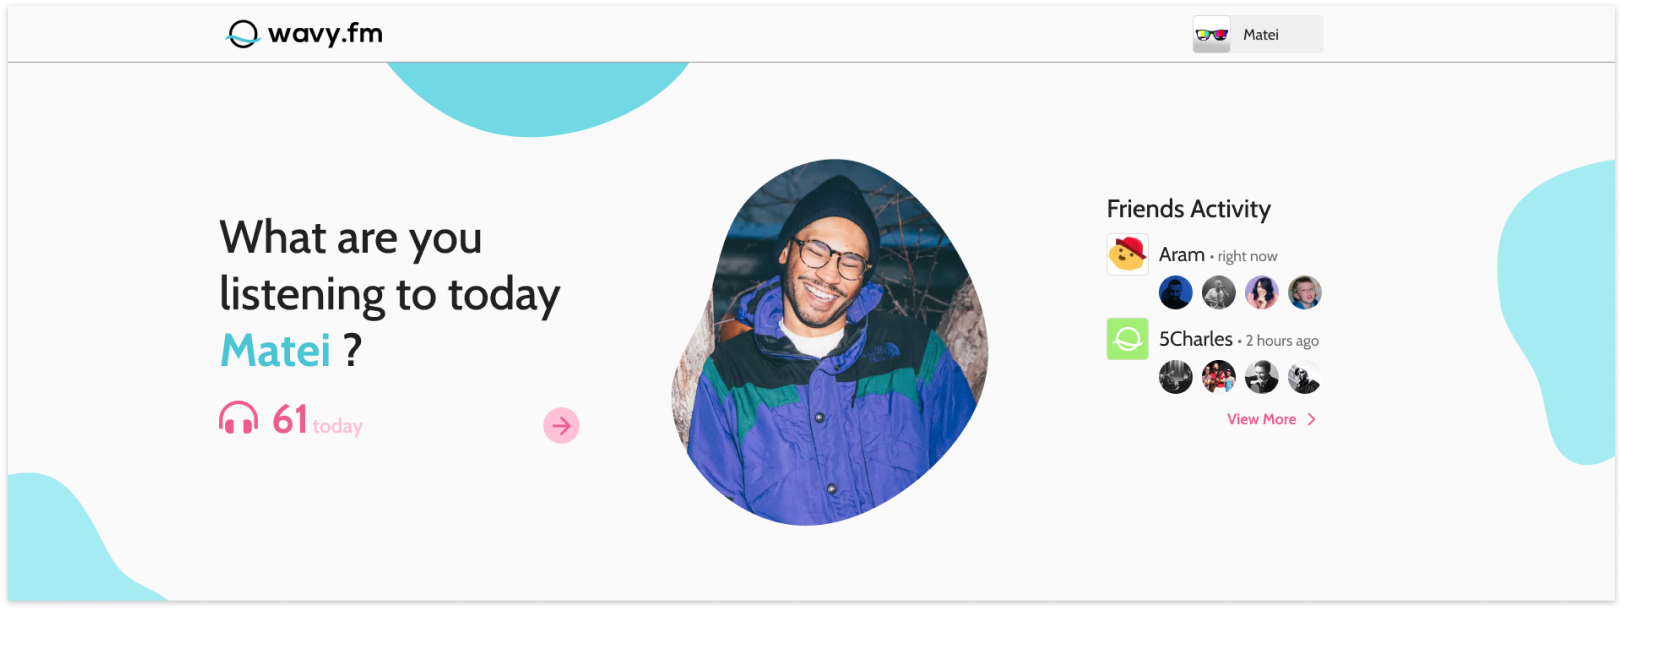 wavy.fm
Matei
What are you
listening to today
Matei ?
61 today
Friends Activity
Aram • right now
5Charles • 2 hours ago
View More